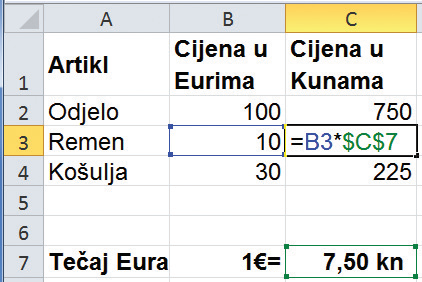 A B C
1 Artikl Cijena u Eurima Cijena u Kunama
2 Odjelo 100 750
3 Remen 10 =B3*$C$7
4 Košulja 30 225
5
6
7 Tečaj Eura 1€= 7,50 kn